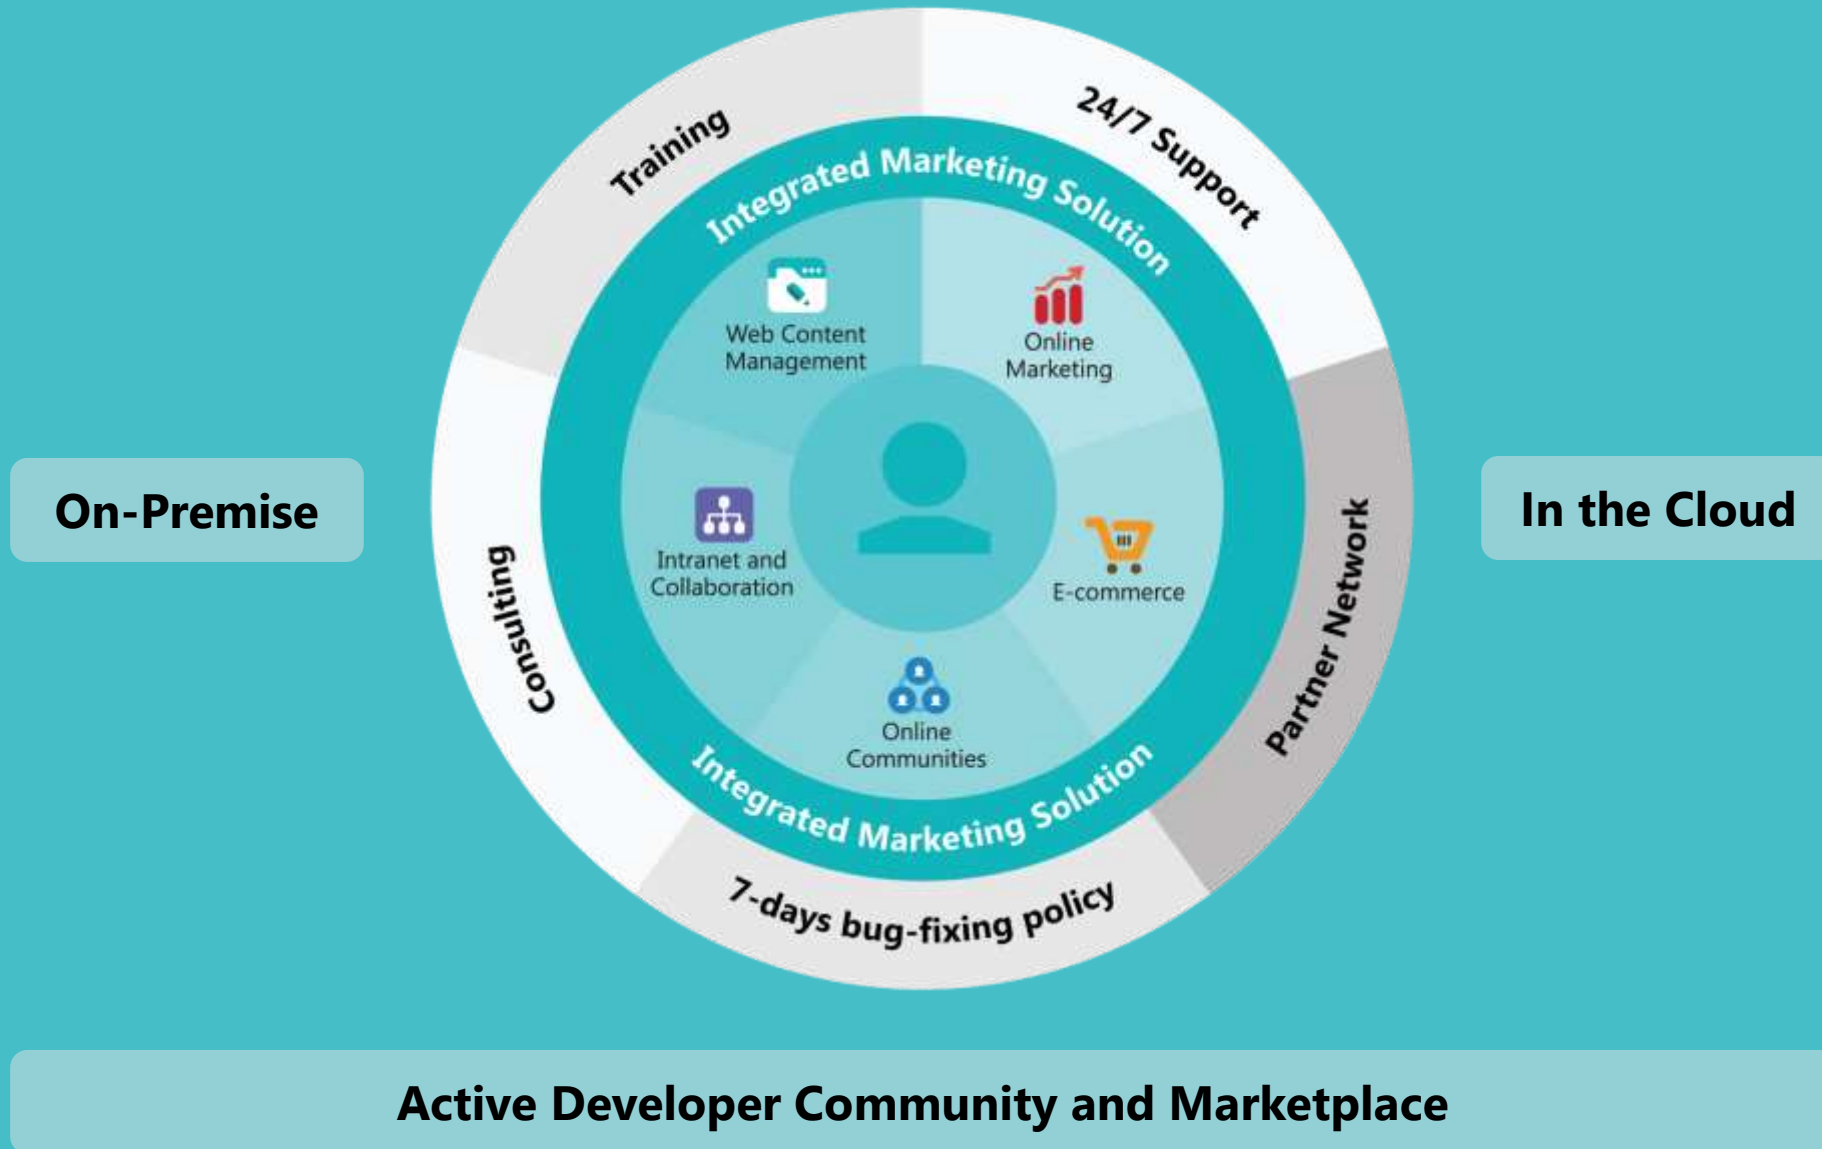 Training
24/7 Support
Integrated Marketing Solution
Web Content
Management
Online
Marketing
On-Premise
In the Cloud
Consulting
Intranet and
Collaboration
E-commerce
Partner Network
Online
Communities
Integrated Marketing Solution
7-days bug-fixing policy
Active Developer Community and Marketplace